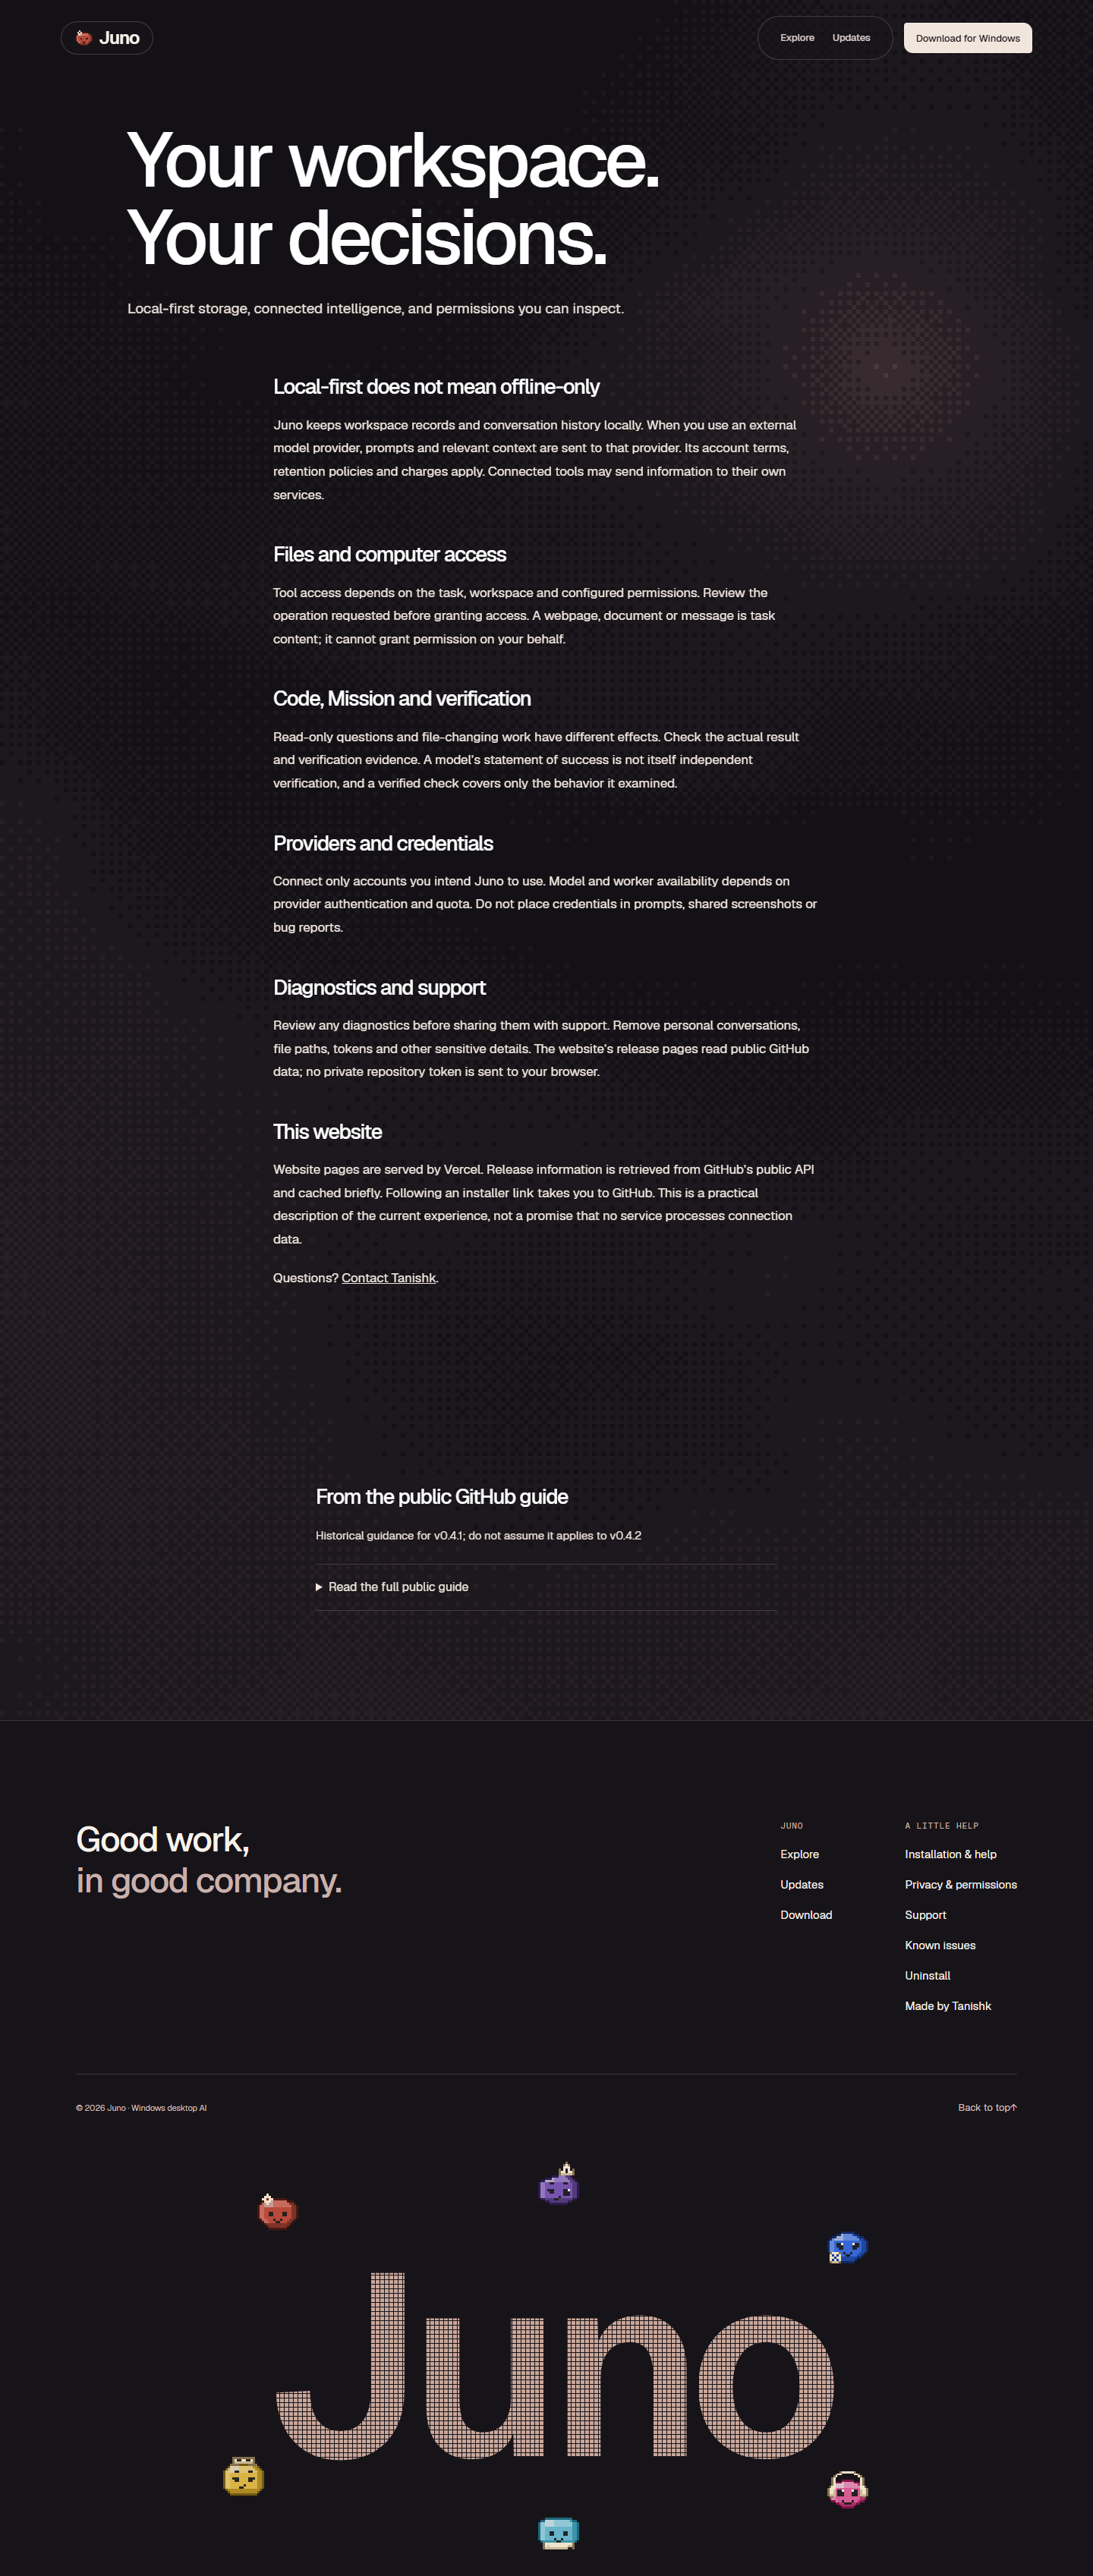 Juno
Explore
Updates
Download for Windows
Your workspace.
Your decisions.
Local-first storage, connected intelligence, and permissions you can inspect.
Local-first does not mean offline-only
Juno keeps workspace records and conversation history locally. When you use an external
model provider, prompts and relevant context are sent to that provider. Its account terms,
retention policies and charges apply. Connected tools may send information to their own
services.
Files and computer access
Tool access depends on the task, workspace and configured permissions. Review the
operation requested before granting access. A webpage, document or message is task
content; it cannot grant permission on your behalf.
Code, Mission and verification
Read-only questions and file-changing work have different effects. Check the actual result
and verification evidence. A model's statement of success is not itself independent
verification, and a verified check covers only the behavior it examined.
Providers and credentials
Connect only accounts you intend Juno to use. Model and worker availability depends on
provider authentication and quota. Do not place credentials in prompts, shared screenshots or
bug reports.
Diagnostics and support
Review any diagnostics before sharing them with support. Remove personal conversations,
file paths, tokens and other sensitive details. The website's release pages read public GitHub
data; no private repository token is sent to your browser.
This website
Website pages are served by Vercel. Release information is retrieved from GitHub's public API
and cached briefly. Following an installer link takes you to GitHub. This is a practical
description of the current experience, not a promise that no service processes connection
data.
Questions? Contact Tanishk.
From the public GitHub guide
Historical guidance for v0.4.1; do not assume it applies to v0.4.2
▶ Read the full public guide
Good work,
in good company.
JUNO
Explore
Updates
Download
A LITTLE HELP
Installation & help
Privacy & permissions
Support
Known issues
Uninstall
Made by Tanishk
© 2026 Juno · Windows desktop AI
Back to top↑
Juno